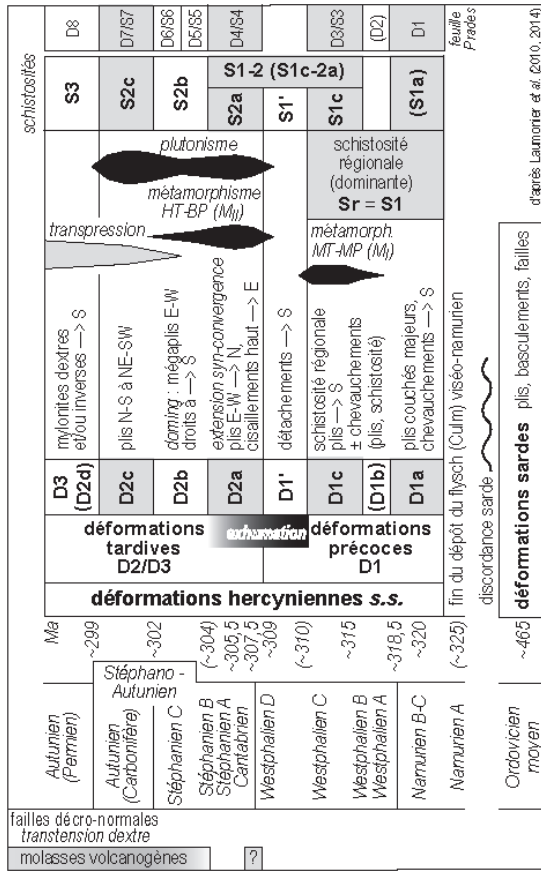 schistosités
D8
D7/S7
D6/S6
D5/S5
D4/S4
D3/S3
(D2)
D1
feuille
Prades
S3
S2c
S2b
S1-2 (S1c-2a)
S2a
S1'
S1c
(S1a)
plutonisme
métamorphisme
HT-BP (MII)
transpression
schistosité
régionale
(dominante)
Sr = S1
métamorph.
MT-MP (MI)
mylonites dextres
et/ou inverses —> S
plis N-S à NE-SW
doming : mégaplis E-W
droits à —> S
extension syn-convergence
plis E-W —> N,
cisaillements haut —> E
détachements —> S
schistosité régionale
plis —> S
± chevauchements
(plis, schistosité)
plis couchés majeurs,
chevauchements —> S
D3
(D2d)
D2c
D2b
D2a
D1'
D1c
(D1b)
D1a
déformations
tardives
D2/D3
exhumation
déformations
précoces
D1
déformations hercyniennes s.s.
fin du dépôt du flysch (Culm) viséo-namurien
discordance sarde
déformations sardes plis, basculements, failles
d'après Laumonier et al. (2010, 2014)
Ma
~299
~302
(~304)
~305,5
~307,5
~309
(~310)
~315
~318,5
~320
(~325)
~465
Stéphano -
Autunien
Autunien
(Permien)
Autunien
(Carbonifère)
Stéphanien C
Stéphanien B
Stéphanien A
Cantabrien
Westphalien D
Westphalien C
Westphalien B
Westphalien A
Namurien B-C
Namurien A
Ordovicien
moyen
failles décro-normales
transtension dextre
molasses volcanogènes
?